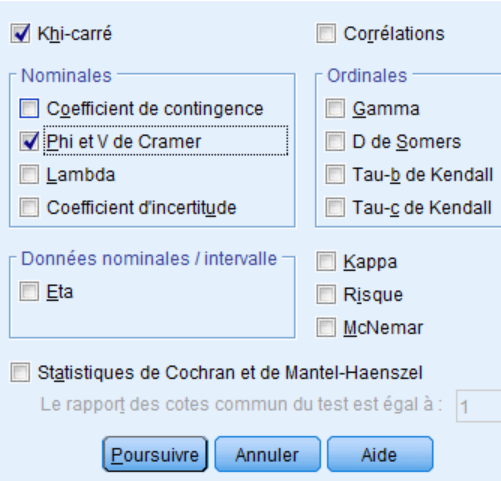 Khi-carré
Corrélations
Nominales
Coefficient de contingence
Phi et V de Cramer
Lambda
Coefficient d'incertitude
Ordinales
Gamma
D de Somers
Tau-b de Kendall
Tau-c de Kendall
Données nominales / intervalle
Eta
Kappa
Risque
McNemar
Statistiques de Cochran et de Mantel-Haenszel
Le rapport des cotes commun du test est égal à : 1
Poursuivre Annuler Aide